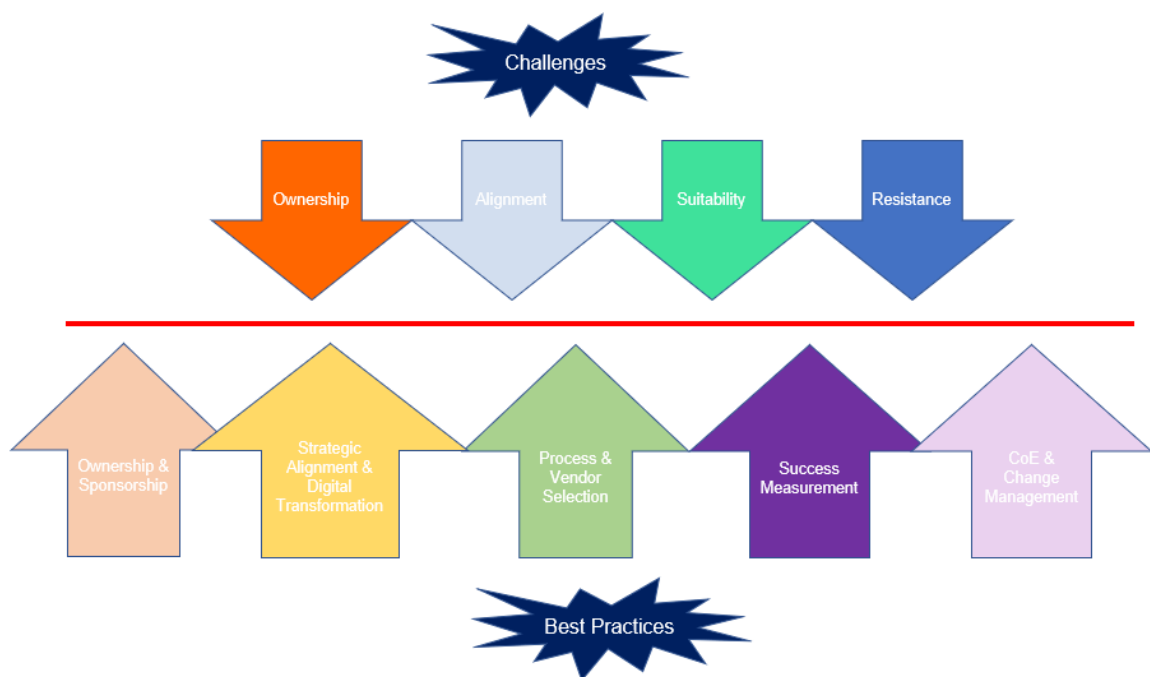 Challenges
Ownership
Alignment
Suitability
Resistance
Ownership &
Sponsorship
Strategic
Alignment &
Digital
Transformation
Process &
Vendor
Selection
Success
Measurement
CoE &
Change
Management
Best Practices